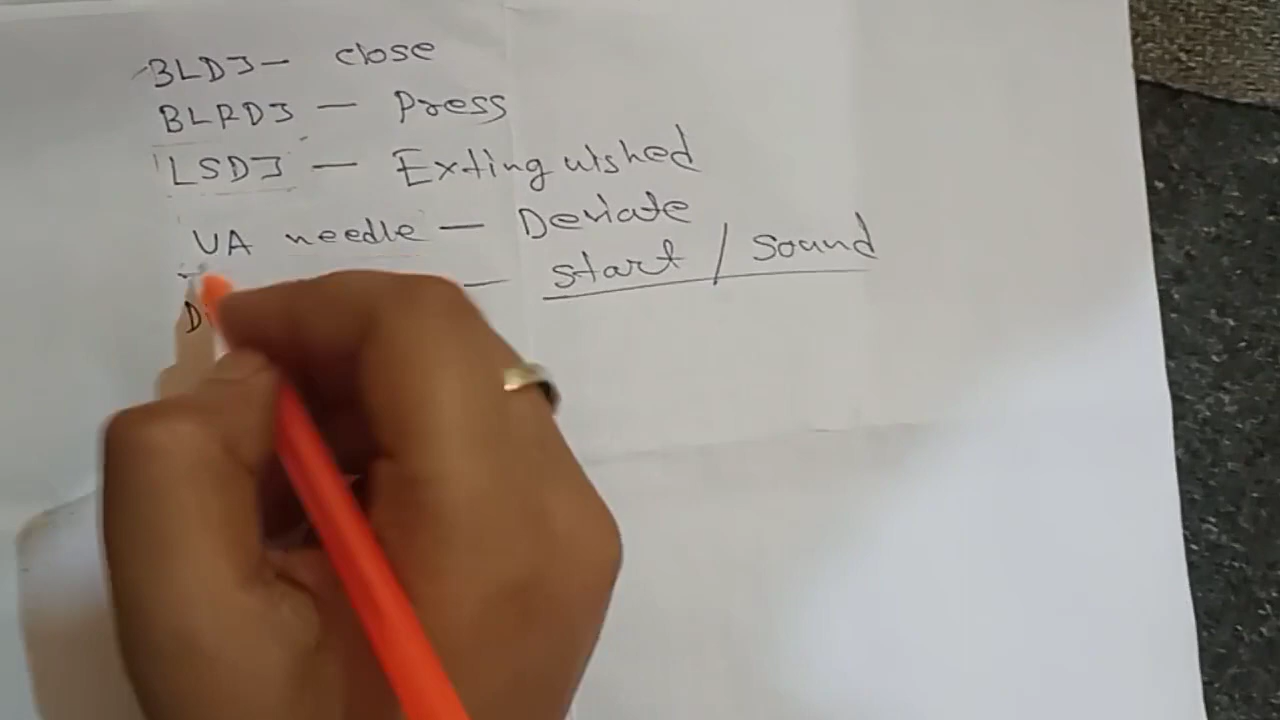 BLDJ - close
BLRDJ - Press
LSDJ - Extinguished
UA needle - Deviate
- start / sound
D